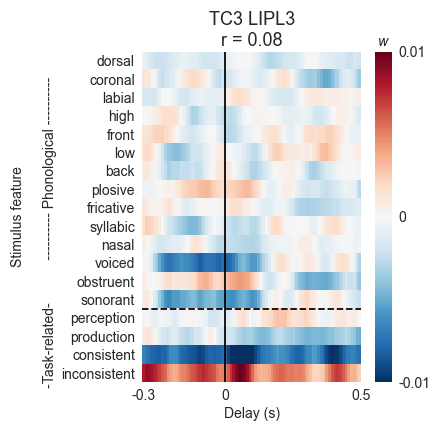 TC3 LIPL3
r = 0.08
w
Stimulus feature
---------- Phonological ----------
-Task-related-
dorsal
coronal
labial
high
front
low
back
plosive
fricative
syllabic
nasal
voiced
obstruent
sonorant
perception
production
consistent
inconsistent
0.01
0
-0.01
-0.3
0
0.5
Delay (s)